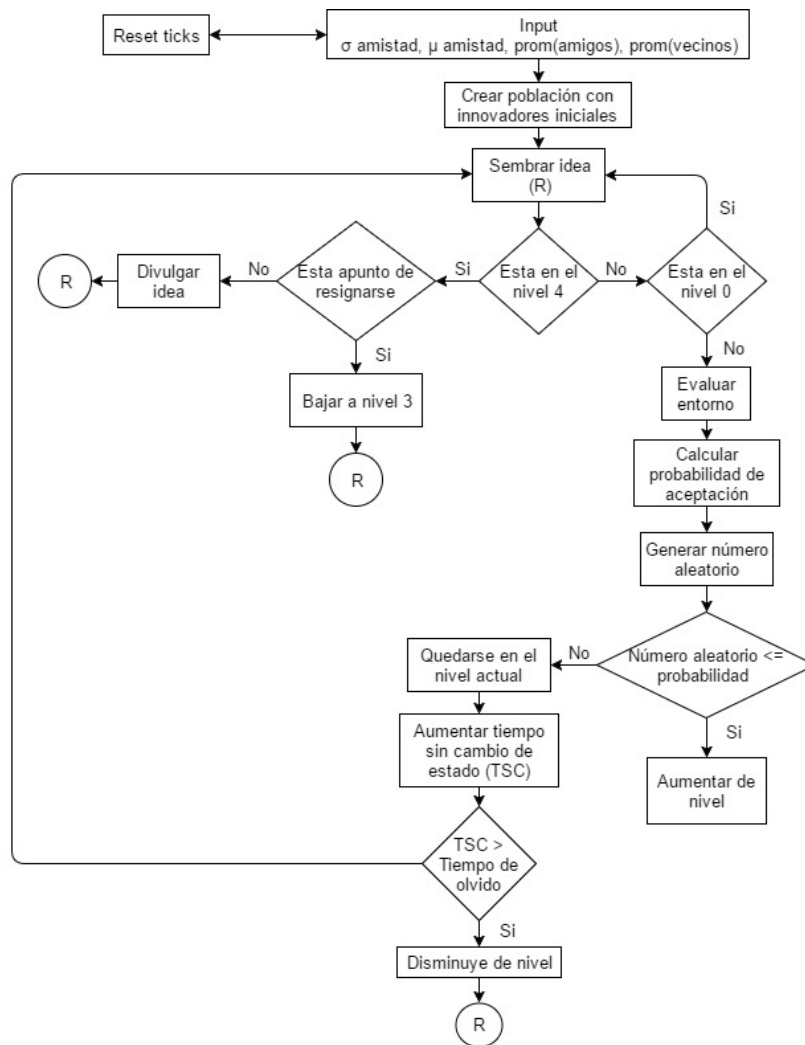 Reset ticks
Input
σ amistad, μ amistad, prom(amigos), prom(vecinos)
Crear población con
innovadores iniciales
Sembrar idea
(R)
Si
R
Divulgar
idea
No
Esta apunto de
resignarse
Si
Esta en el
nivel 4
No
Esta en el
nivel 0
Si
Bajar a nivel 3
R
No
Evaluar
entorno
Calcular
probabilidad de
aceptación
Generar número
aleatorio
Número aleatorio <=
probabilidad
No
Quedarse en el
nivel actual
Si
Aumentar de
nivel
Aumentar tiempo
sin cambio de
estado (TSC)
TSC >
Tiempo de
olvido
Si
Disminuye de nivel
R